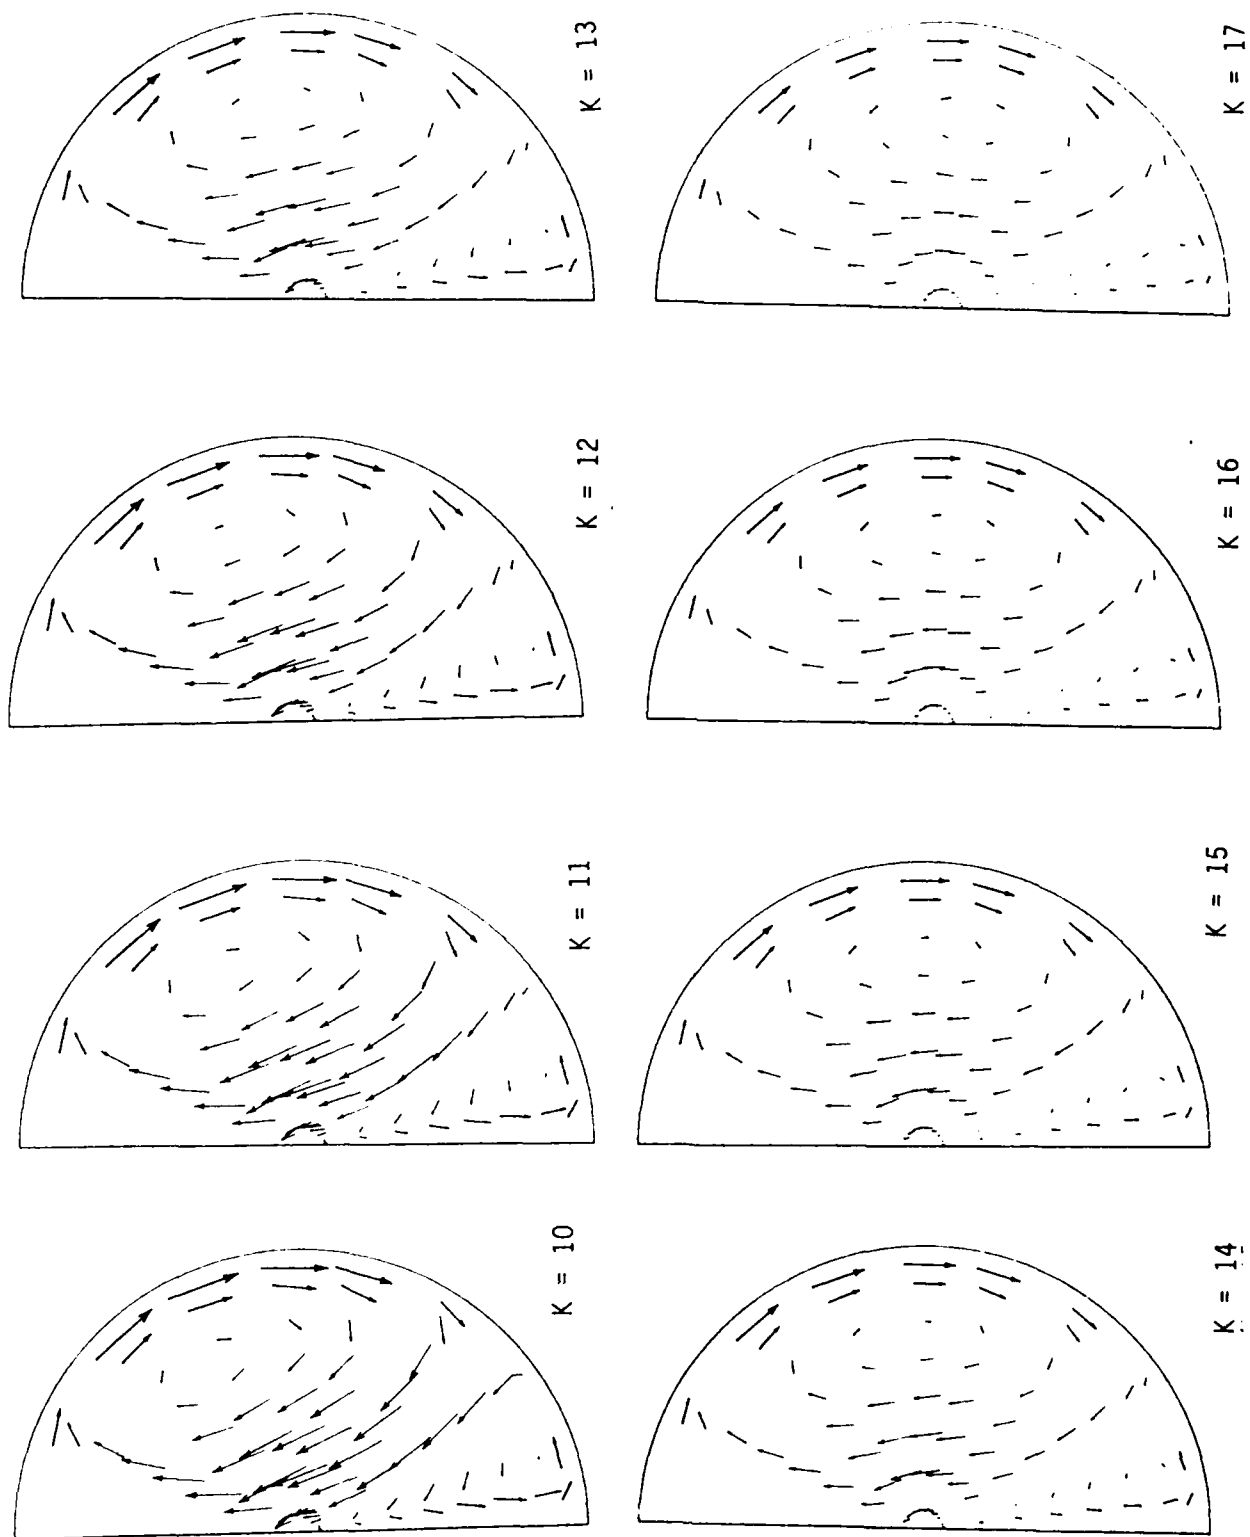 K = 10
K = 11
K = 12
K = 13
K = 14
K = 15
K = 16
K = 17